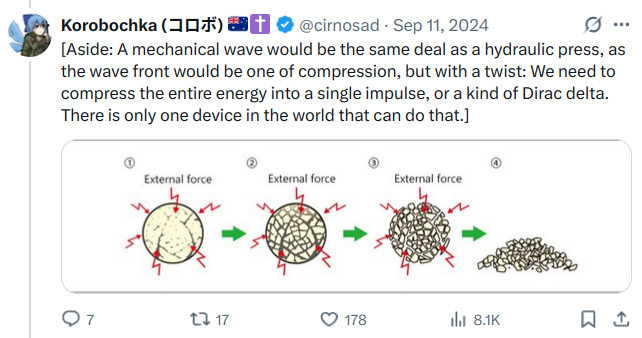 Korobochka (コロボ) 🇦🇺✝️ @cirnosad · Sep 11, 2024
[Aside: A mechanical wave would be the same deal as a hydraulic press, as
the wave front would be one of compression, but with a twist: We need to
compress the entire energy into a single impulse, or a kind of Dirac delta.
There is only one device in the world that can do that.]
① ② ③ ④
External force External force External force
7 17 178 8.1K